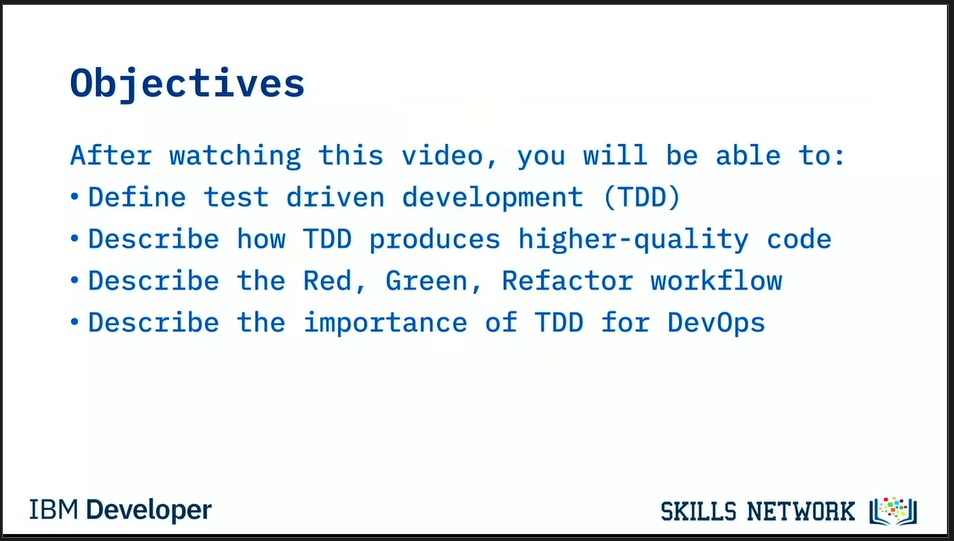 Objectives
After watching this video, you will be able to:
• Define test driven development (TDD)
• Describe how TDD produces higher-quality code
• Describe the Red, Green, Refactor workflow
• Describe the importance of TDD for DevOps
IBM Developer
SKILLS NETWORK